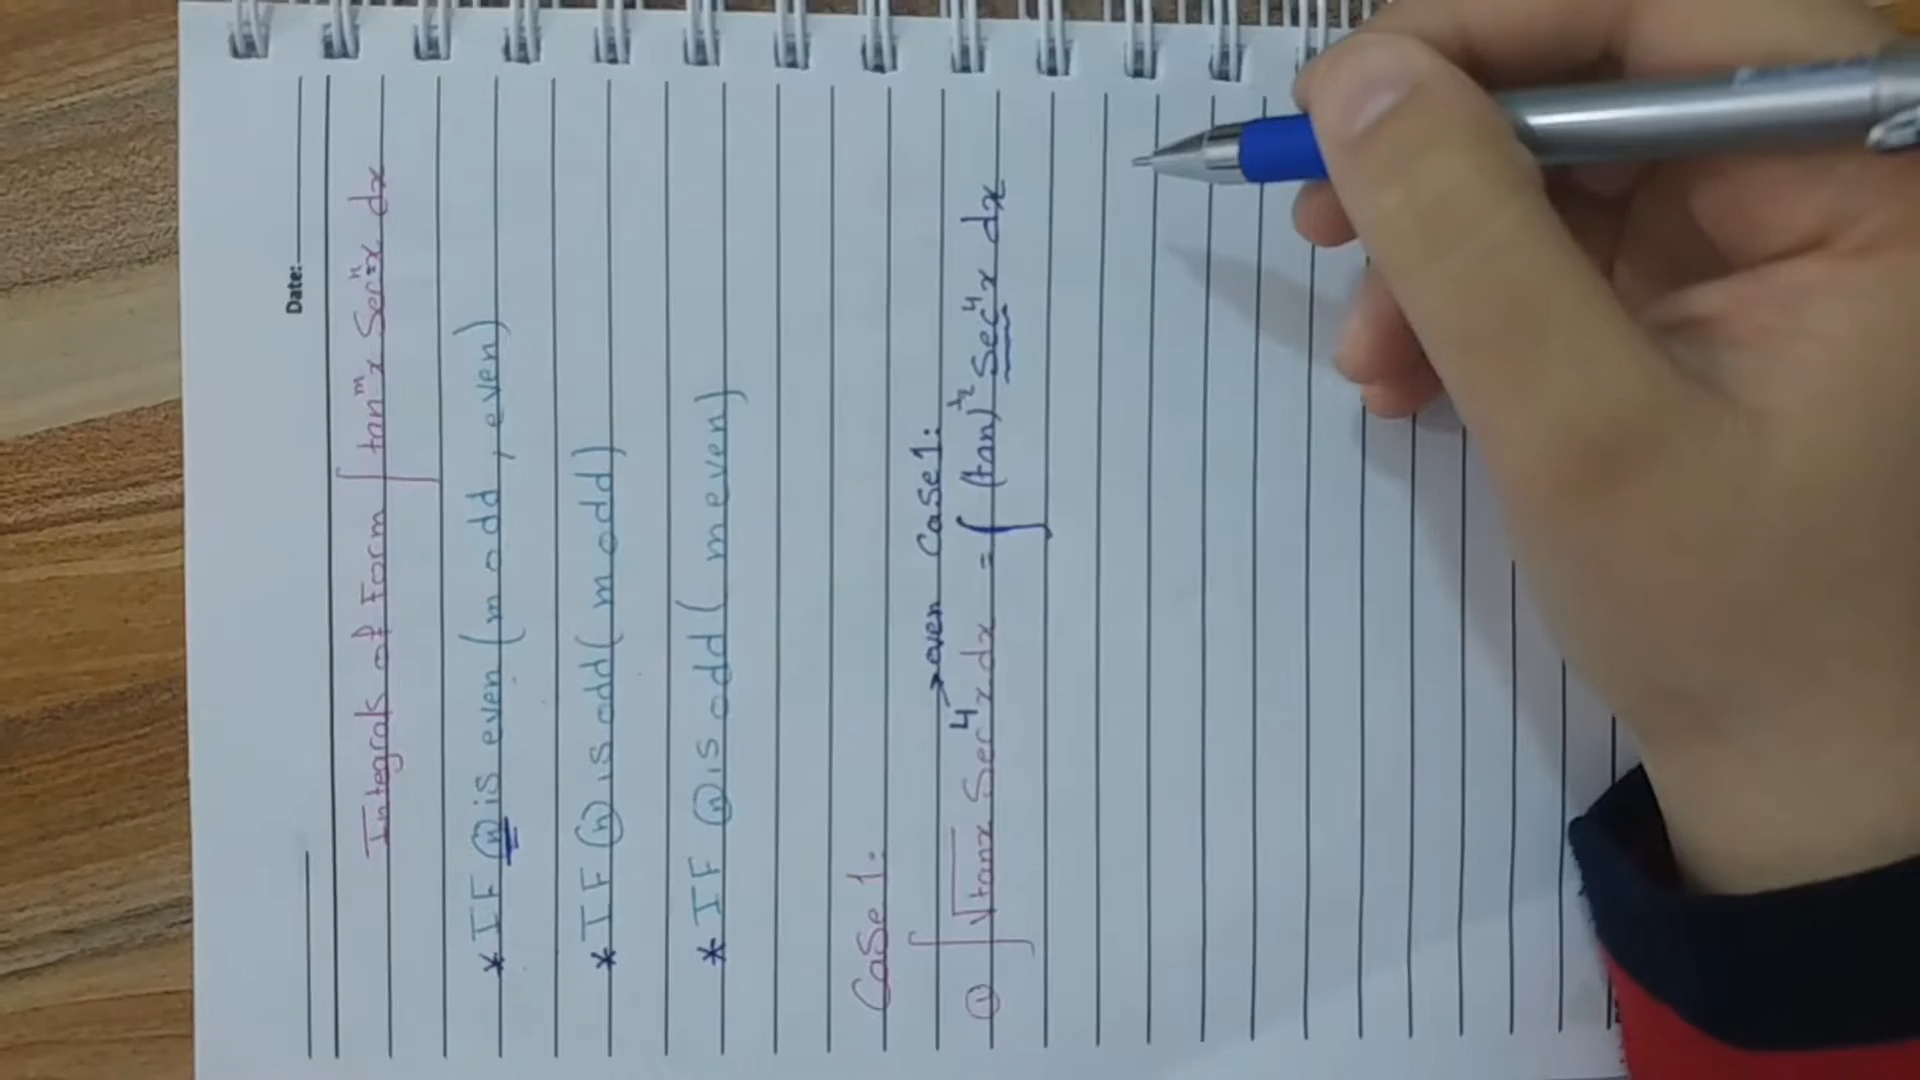 Date:
Integrals of Form ∫ tanᵐx Secⁿx dx
* IF ⓝ is even (m odd, even)
* IF ⓝ is odd (m odd)
* IF ⓝ is odd (m even)
Case 1:
→ even Case 1:
① ∫ √tanx Sec⁴x dx = ∫ (tan)^½ Sec⁴x dx